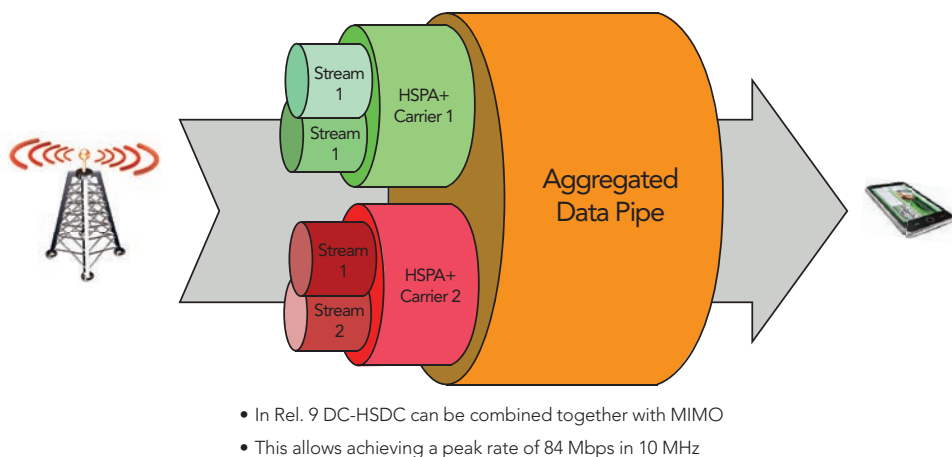 Stream
1
Stream
1
HSPA+
Carrier 1
Stream
1
Stream
2
HSPA+
Carrier 2
Aggregated
Data Pipe
• In Rel. 9 DC-HSDC can be combined together with MIMO
• This allows achieving a peak rate of 84 Mbps in 10 MHz